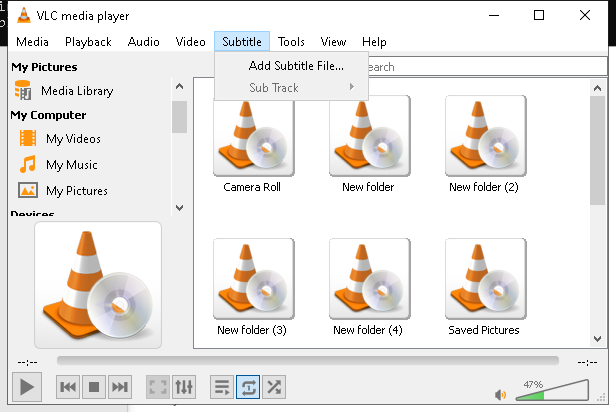 VLC media player
Media Playback Audio Video Subtitle Tools View Help
My Pictures
Media Library
My Computer
My Videos
My Music
My Pictures
Devices
Add Subtitle File...
Sub Track
earch
Camera Roll
New folder
New folder (2)
New folder (3)
New folder (4)
Saved Pictures
--:--
--:--
47%